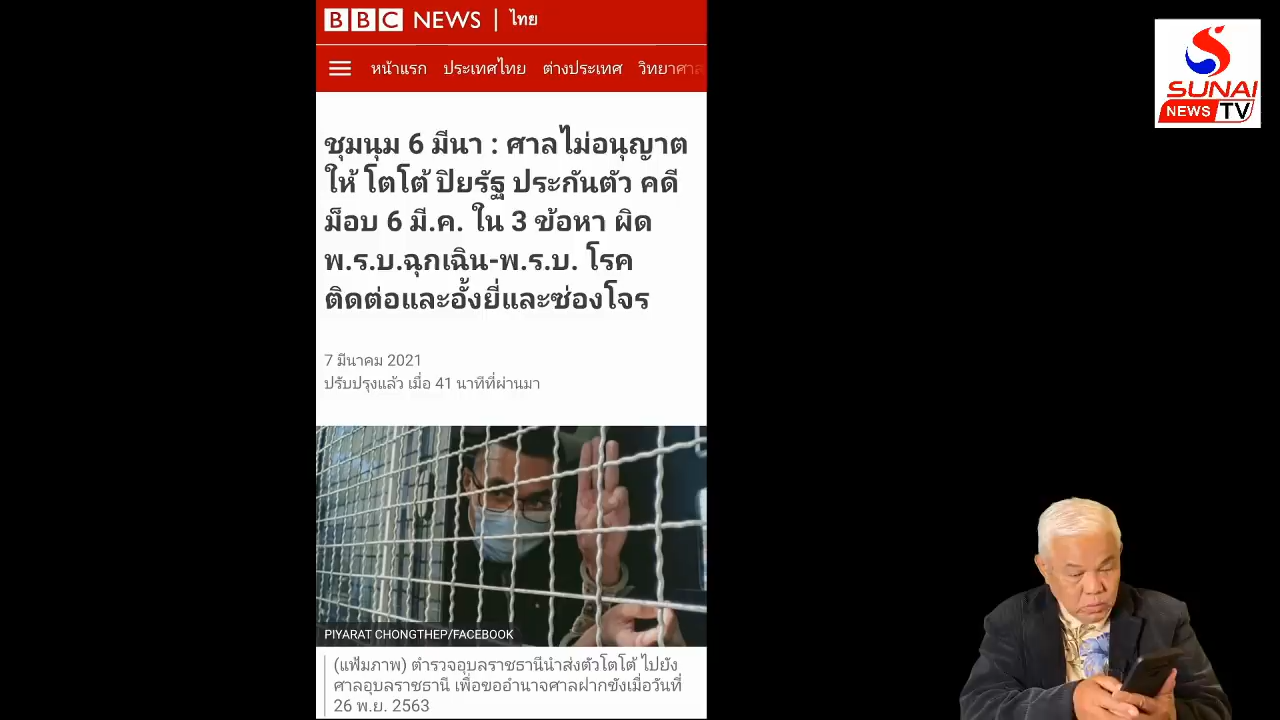 BBC NEWS | ไทย
หน้าแรก ประเทศไทย ต่างประเทศ วิทยาศาส
ชุมนุม 6 มีนา : ศาลไม่อนุญาต
ให้ โตโต้ ปิยรัฐ ประกันตัว คดี
ม็อบ 6 มี.ค. ใน 3 ข้อหา ผิด
พ.ร.บ.ฉุกเฉิน-พ.ร.บ. โรค
ติดต่อและอั้งยี่และซ่องโจร
7 มีนาคม 2021
ปรับปรุงแล้ว เมื่อ 41 นาทีที่ผ่านมา
PIYARAT CHONGTHEP/FACEBOOK
(แฟ้มภาพ) ตำรวจอุบลราชธานีนำส่งตัวโตโต้ ไปยัง
ศาลอุบลราชธานี เพื่อขออำนาจศาลฝากขังเมื่อวันที่
26 พ.ย. 2563
SUNAI
NEWS TV